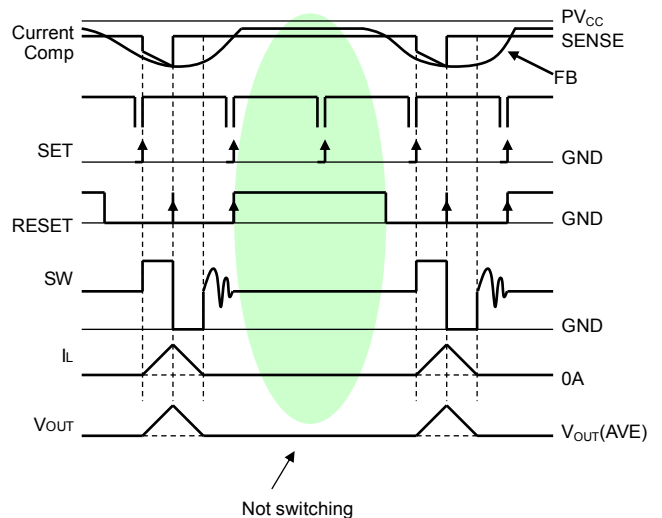 PVCC
Current
Comp
SENSE
FB
SET
GND
RESET
GND
SW
GND
IL
0A
VOUT
VOUT(AVE)
Not switching